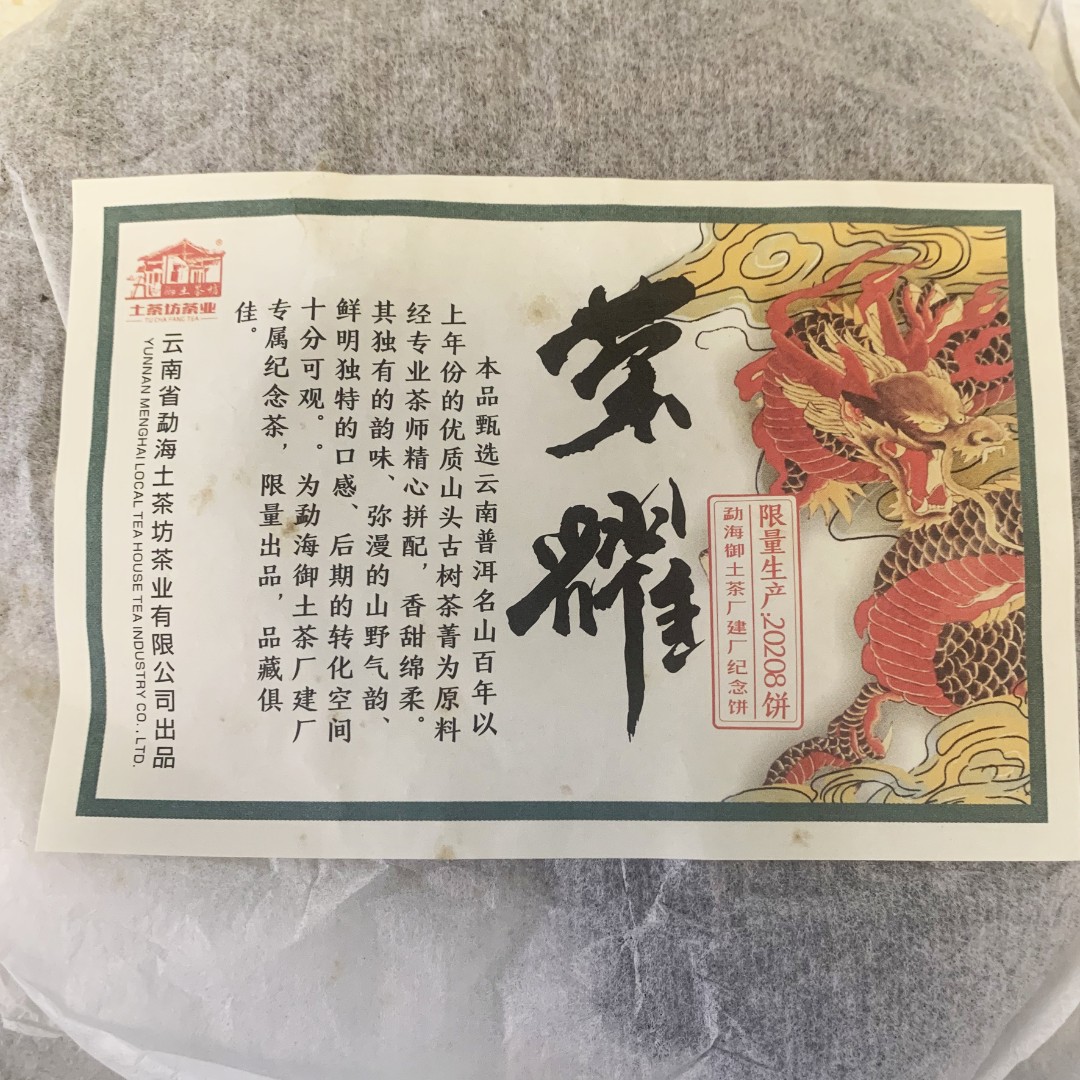 限量生产:20208饼
勐海御土茶厂建厂纪念饼
荣耀
本品甄选云南普洱名山百年以
上年份的优质山头古树茶菁为原料
经专业茶师精心拼配，香甜绵柔。
其独有的韵味、弥漫的山野气韵、
鲜明独特的口感、后期的转化空间
十分可观。。为勐海御土茶厂建厂
专属纪念茶，限量出品，品藏俱
佳。
御土茶坊
®
土茶坊茶业
TU CHA FANG TEA
云南省勐海土茶坊茶业有限公司出品
YUNNAN MENGHAI LOCAL TEA HOUSE TEA INDUSTRY CO., LTD.